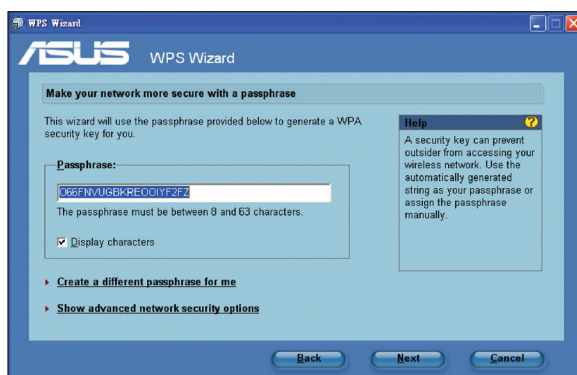 WPS Wizard
ASUS WPS Wizard
Make your network more secure with a passphrase
This wizard will use the passphrase provided below to generate a WPA
security key for you.
Passphrase:
O66FNVUGBKREOOIYF2FZ
The passphrase must be between 8 and 63 characters.
Display characters
Create a different passphrase for me
Show advanced network security options
Help
A security key can prevent
outsider from accessing your
wireless network. Use the
automatically generated
string as your passphrase or
assign the passphrase
manually.
Back Next Cancel